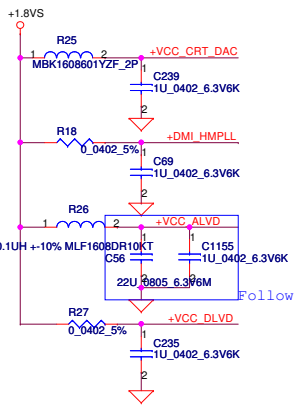 +1.8VS
R25
1 2 +VCC_CRT_DAC
MBK1608601YZF_2P
1
C239
1U_0402_6.3V6K
2
R18
+DMI_HMPLL
0_0402_5%
1
C69
1U_0402_6.3V6K
2
R26
1 2 +VCC_ALVD
0.1UH +-10% MLF1608DR10KT
1 1
C1155
C56 1U_0402_6.3V6K
22U_0805_6.3V6M
2 2
Follow
R27
+VCC_DLVD
0_0402_5%
1
C235
1U_0402_6.3V6K
2